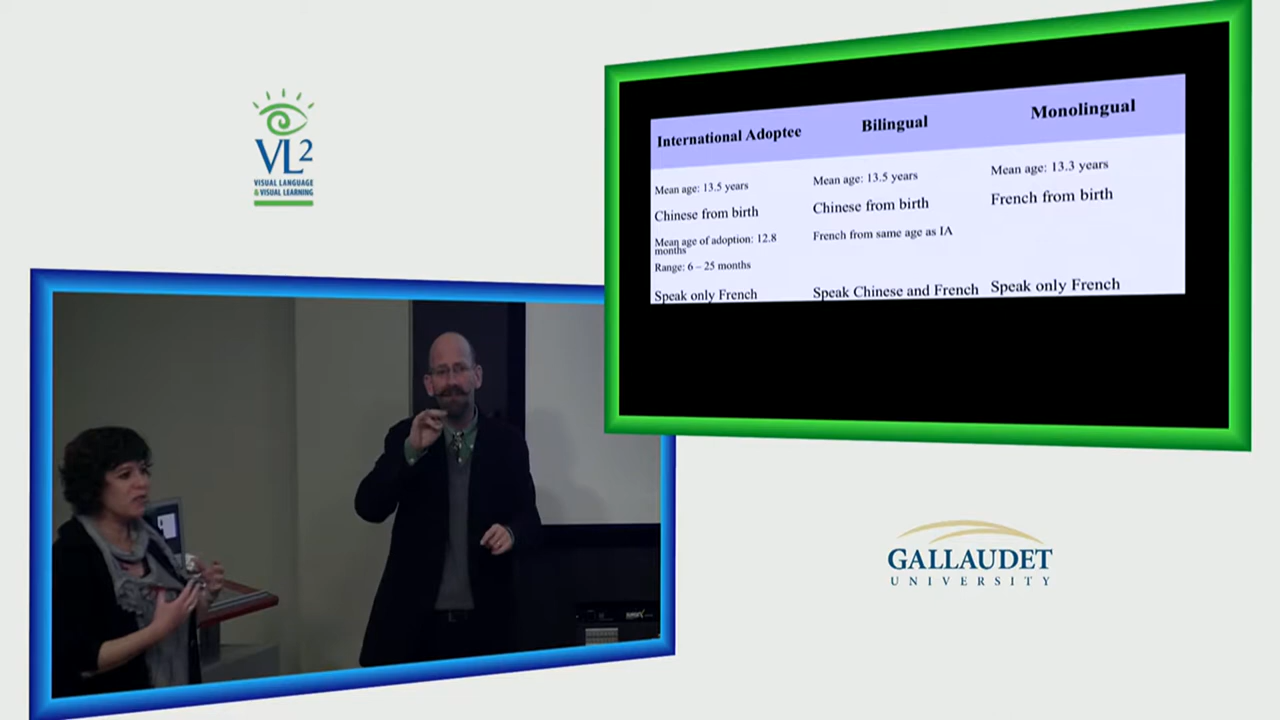 VL2
VISUAL LANGUAGE
& VISUAL LEARNING
International Adoptee
Bilingual
Monolingual
Mean age: 13.5 years
Chinese from birth
Mean age of adoption: 12.8
months
Range: 6 – 25 months
Speak only French
Mean age: 13.5 years
Chinese from birth
French from same age as IA
Speak Chinese and French
Mean age: 13.3 years
French from birth
Speak only French
GALLAUDET
UNIVERSITY